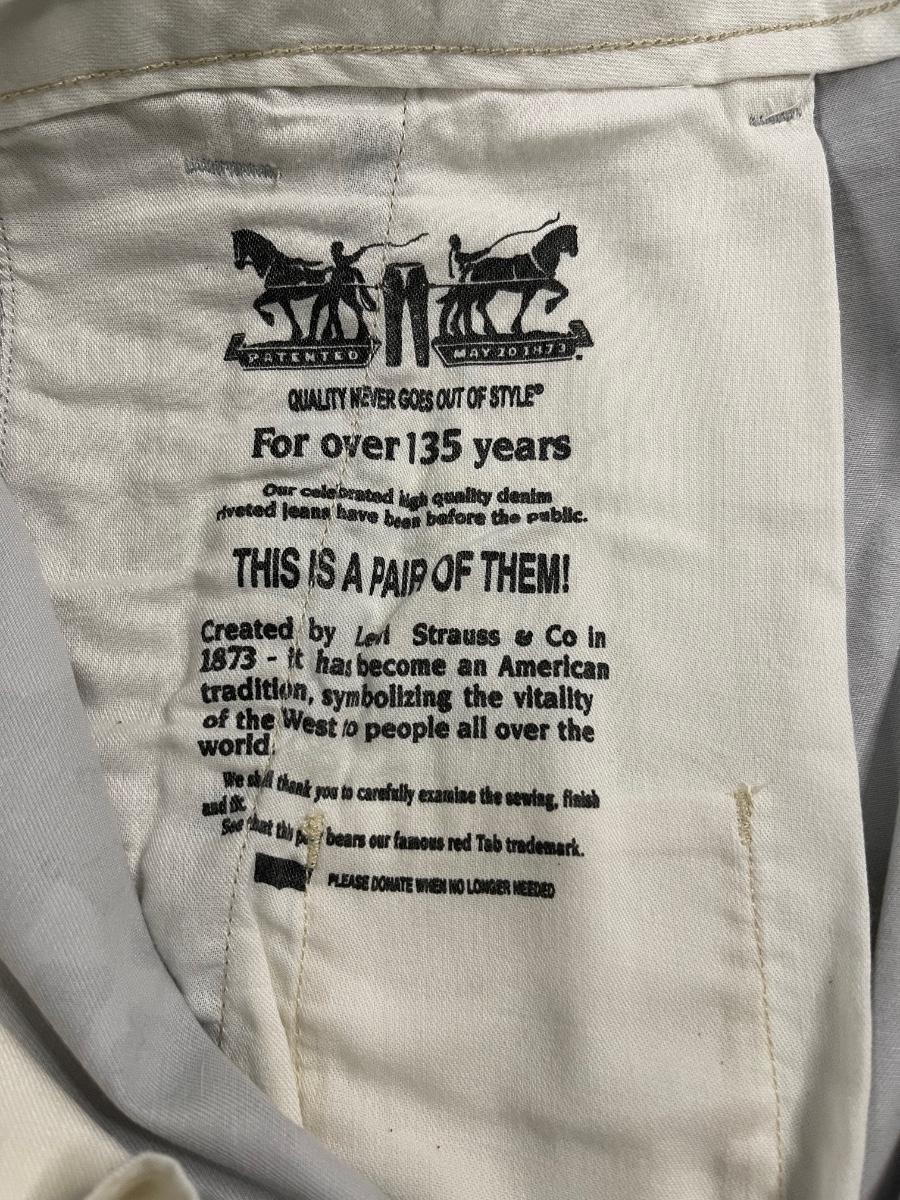 PATENTED MAY 20 1873
QUALITY NEVER GOES OUT OF STYLE®
For over 135 years
Our celebrated high quality denim
riveted jeans have been before the public.
THIS IS A PAIR OF THEM!
Created by Levi Strauss & Co in
1873 - it has become an American
tradition, symbolizing the vitality
of the West to people all over the
world.
We shall thank you to carefully examine the sewing, finish
and fit.
See that this pair bears our famous red Tab trademark.
PLEASE DONATE WHEN NO LONGER NEEDED